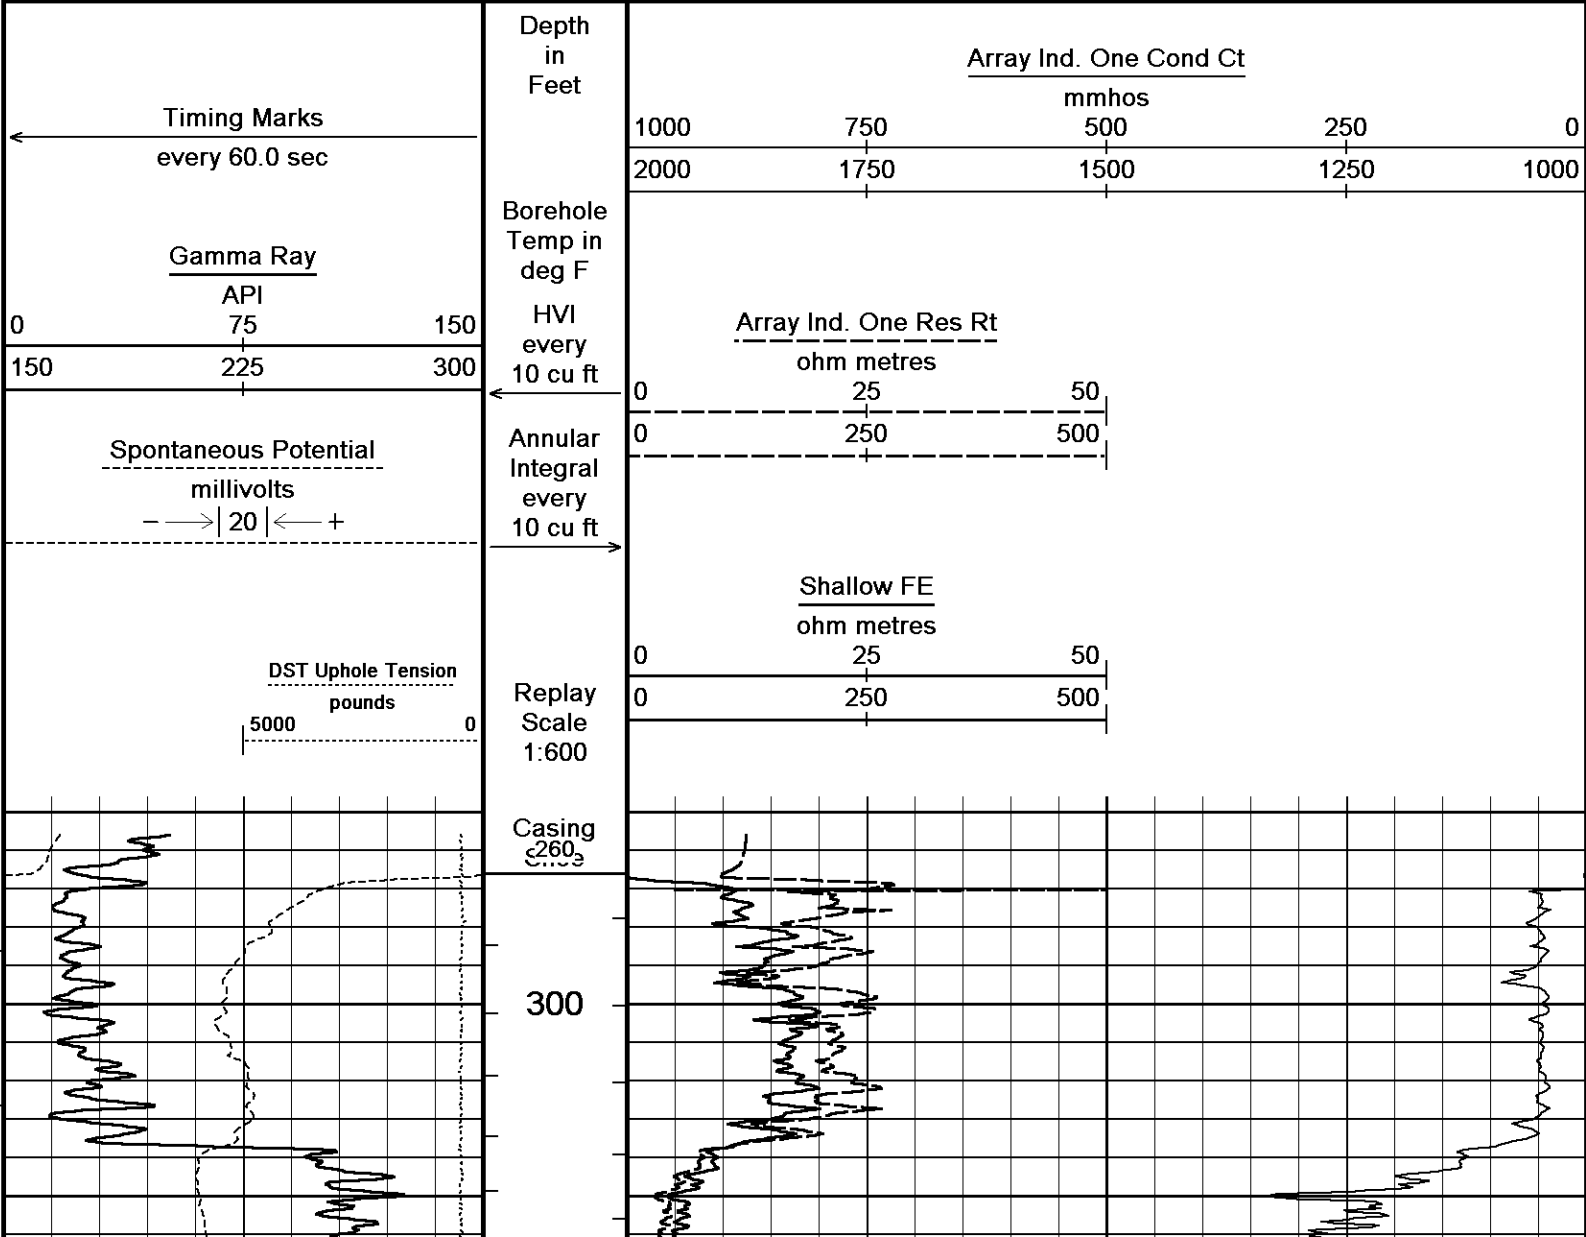 Timing Marks
every 60.0 sec
Gamma Ray
API
0 75 150
150 225 300
Spontaneous Potential
millivolts
− 20 +
DST Uphole Tension
pounds
5000 0
Depth
in
Feet
Borehole
Temp in
deg F
HVI
every
10 cu ft
Annular
Integral
every
10 cu ft
Replay
Scale
1:600
Array Ind. One Cond Ct
mmhos
1000 750 500 250 0
2000 1750 1500 1250 1000
Array Ind. One Res Rt
ohm metres
0 25 50
0 250 500
Shallow FE
ohm metres
0 25 50
0 250 500
Casing
260
300